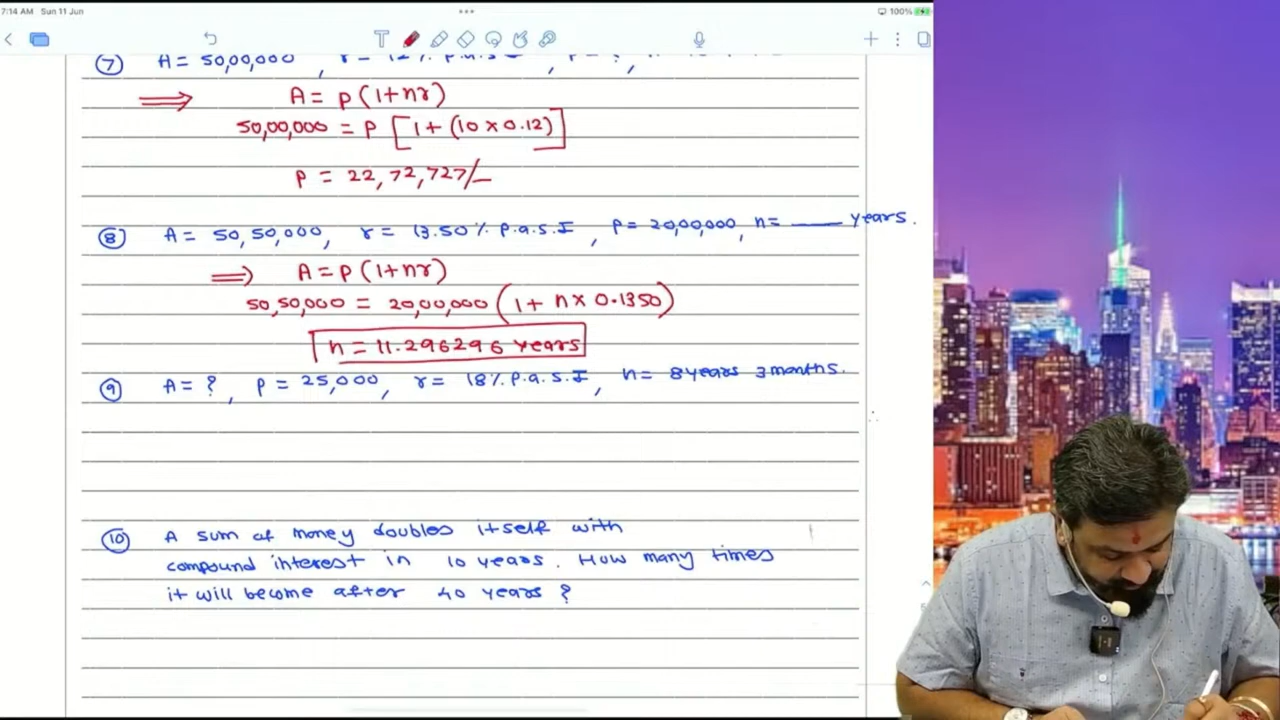 7:14 AM Sun 11 Jun
100%
⑦ A = 50,00,000 , r = 12% p.a.S.I , P = ? ,
⟹ A = P(1+nr)
50,00,000 = P [1 + (10 × 0.12)]
P = 22,72,727/-
⑧ A = 50,50,000, r = 13.50% p.a.S.I , P = 20,00,000, n = ___ years.
⟹ A = P(1+nr)
50,50,000 = 20,00,000 (1 + n × 0.1350)
n = 11.296296 years
⑨ A = ? , P = 25,000 , r = 18% p.a.S.I , n = 8 years 3 months.
⑩ A sum of money doubles itself with
compound interest in 10 years. How many times
it will become after 40 years ?